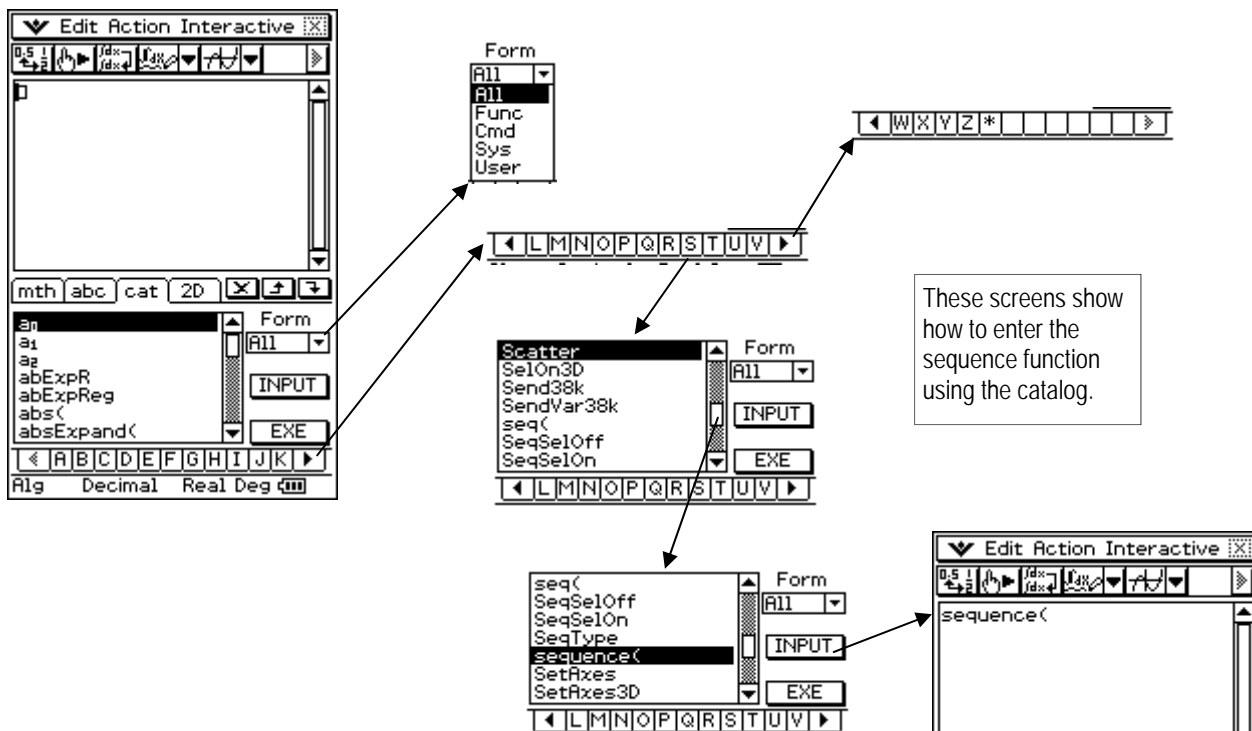 Edit Action Interactive
mth abc cat 2D
a0
a1
a2
abExpR
abExpReg
abs(
absExpand(
Form
All
INPUT
EXE
A B C D E F G H I J K
Alg Decimal Real Deg
Form
All
All
Func
Cmd
Sys
User
L M N O P Q R S T U V
W X Y Z *
Scatter
SelOn3D
Send38k
SendVar38k
seq(
SeqSelOff
SeqSelOn
Form
All
INPUT
EXE
L M N O P Q R S T U V
These screens show
how to enter the
sequence function
using the catalog.
seq(
SeqSelOff
SeqSelOn
SeqType
sequence(
SetAxes
SetAxes3D
Form
All
INPUT
EXE
L M N O P Q R S T U V
Edit Action Interactive
sequence(